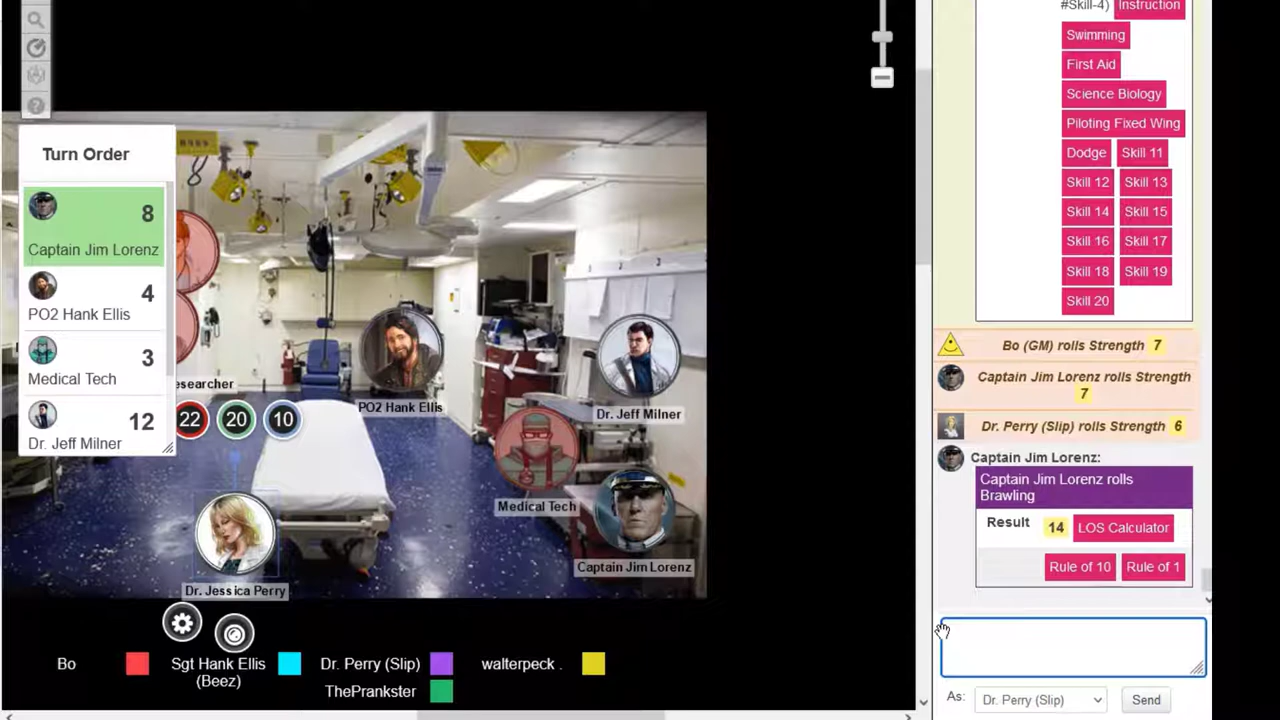 #Skill-4) Instruction
Swimming
First Aid
Science Biology
Piloting Fixed Wing
Dodge Skill 11
Skill 12 Skill 13
Skill 14 Skill 15
Skill 16 Skill 17
Skill 18 Skill 19
Skill 20
Bo (GM) rolls Strength 7
Captain Jim Lorenz rolls Strength
7
Dr. Perry (Slip) rolls Strength 6
Captain Jim Lorenz:
Captain Jim Lorenz rolls
Brawling
Result 14 LOS Calculator
Rule of 10 Rule of 1
As: Dr. Perry (Slip) Send
Turn Order
8
Captain Jim Lorenz
4
PO2 Hank Ellis
3
Medical Tech
12
Dr. Jeff Milner
esearcher
22 20 10
PO2 Hank Ellis
Dr. Jeff Milner
Medical Tech
Captain Jim Lorenz
Dr. Jessica Perry
Bo
Sgt Hank Ellis
(Beez)
Dr. Perry (Slip)
walterpeck .
ThePrankster